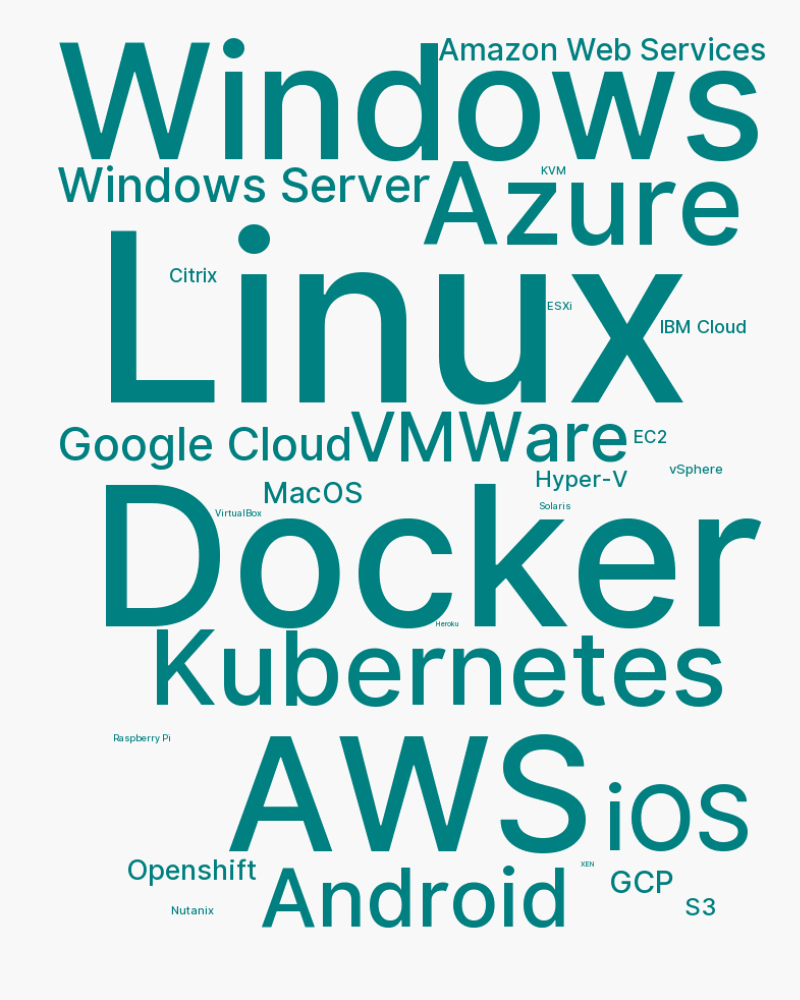 Amazon Web Services
Windows
KVM
Windows Server
Azure
Linux
Citrix
ESXi
IBM Cloud
Google Cloud
VMWare
EC2
vSphere
Hyper-V
MacOS
Solaris
VirtualBox
Docker
Heroku
Kubernetes
Raspberry Pi
AWS
iOS
XEN
Openshift
Android
GCP
S3
Nutanix